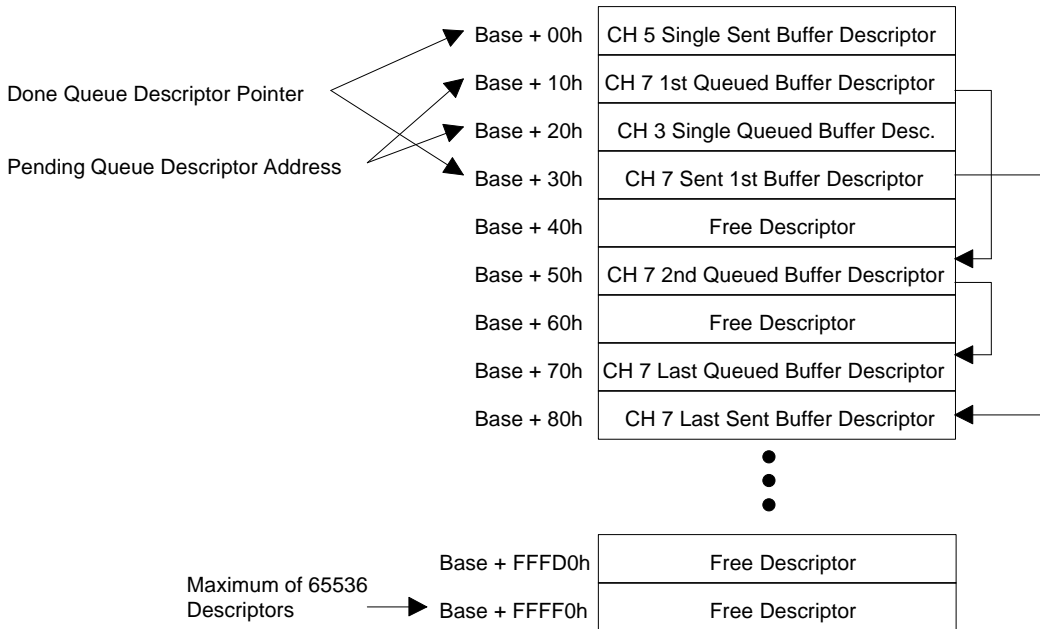 Base + 00h CH 5 Single Sent Buffer Descriptor
Done Queue Descriptor Pointer
Base + 10h CH 7 1st Queued Buffer Descriptor
Base + 20h CH 3 Single Queued Buffer Desc.
Pending Queue Descriptor Address
Base + 30h CH 7 Sent 1st Buffer Descriptor
Base + 40h Free Descriptor
Base + 50h CH 7 2nd Queued Buffer Descriptor
Base + 60h Free Descriptor
Base + 70h CH 7 Last Queued Buffer Descriptor
Base + 80h CH 7 Last Sent Buffer Descriptor
Base + FFFD0h Free Descriptor
Maximum of 65536
Descriptors
Base + FFFF0h Free Descriptor